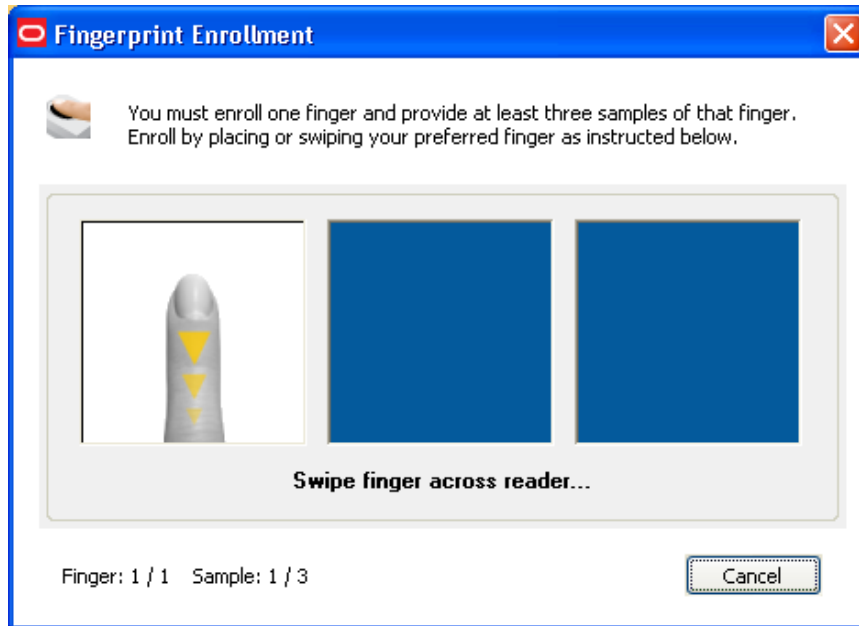 Fingerprint Enrollment
You must enroll one finger and provide at least three samples of that finger.
Enroll by placing or swiping your preferred finger as instructed below.
Swipe finger across reader...
Finger: 1 / 1   Sample: 1 / 3
Cancel